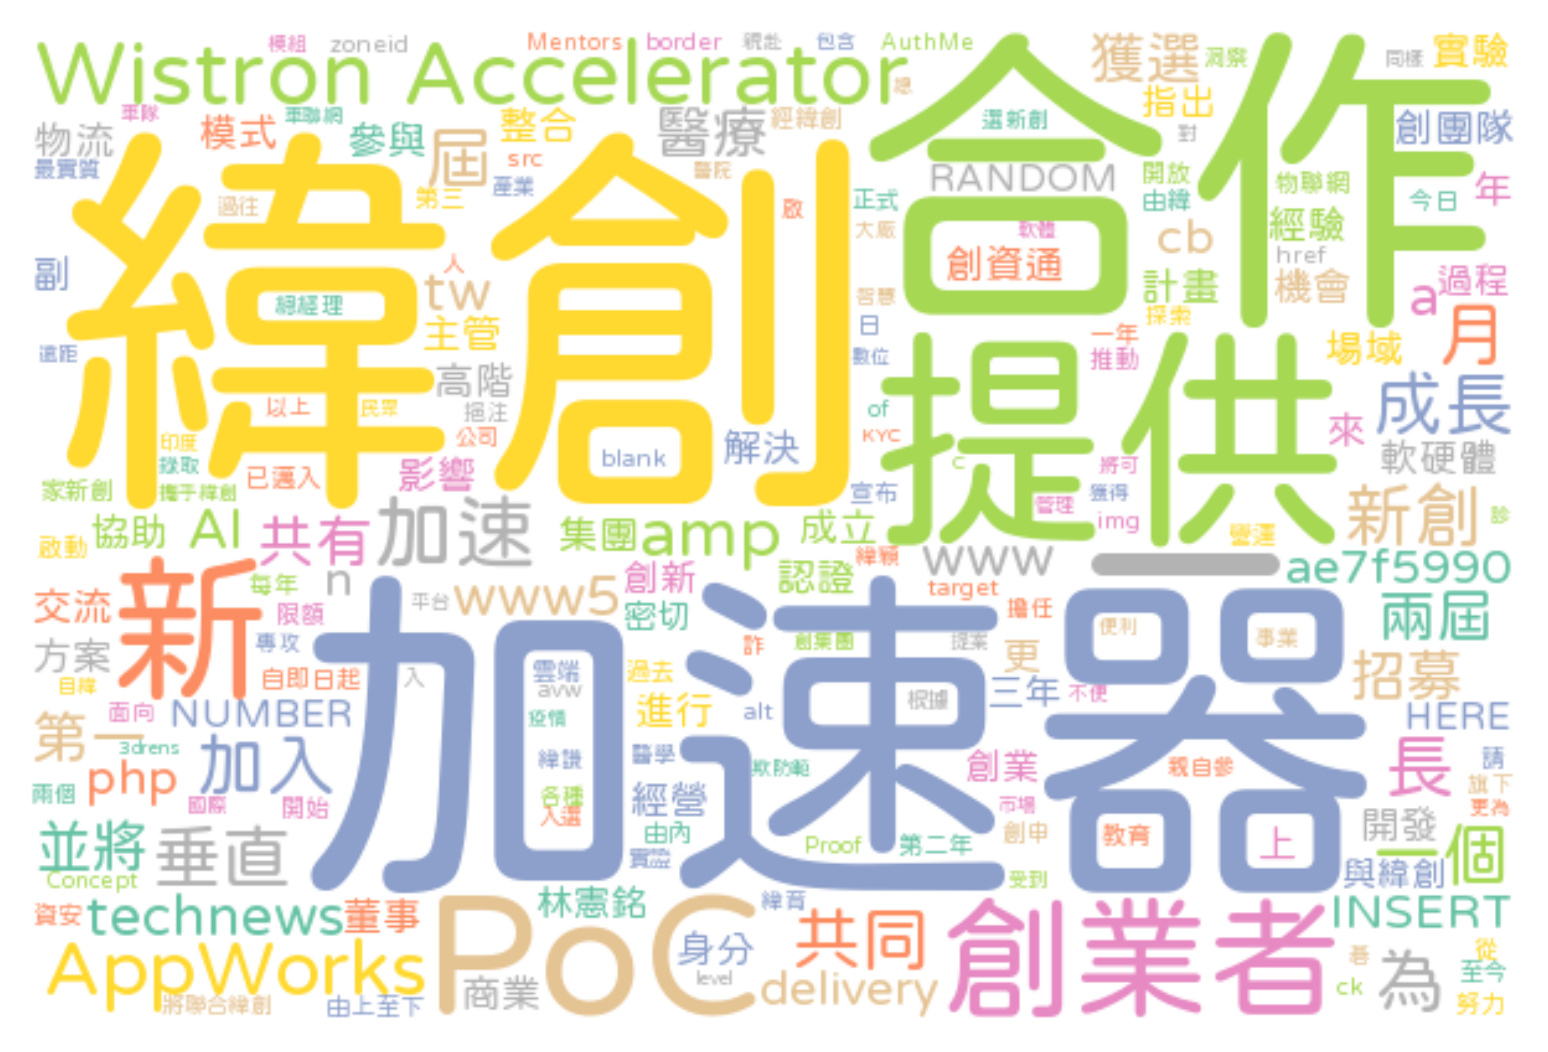 模組 zoneid Mentors border 親赴 包含 AuthMe 獲選 洞察 同樣 實驗
Wistron Accelerator 總 合作 指出
物流 車隊 模式 車聯網 參與 屆 整合 醫療 經緯創 選新創 對 創團隊
最實質 src 產業 醫院 RANDOM 開放 物聯網 年
緯創 過往 第三 啟 正式 由緯 今日
大廠 軟體 cb 經驗 href
副 總經理 人 tw 創資通 計畫 機會 a 過程
智慧 探索
遠距 主管 日 數位 一年 推動 場域 月
高階 提供 成長
以上 民眾 挹注 of 來
印度 公司 解決 KYC 軟硬體
錄取 已邁入 影響 blank c 將可
家新創 攜手緯創 宣布 管理 獲得 新創 診
啟動 協助 AI 共有 加速 集團 amp 成立 img 營運
緯穎 www 一 ae7f5990
新 每年 n 創新 認證 target
交流 限額 平台 www5 密切 擔任 兩屆
方案 專攻 加速器 詐 創集團 提案 更 便利 事業
目緯 自即日起 入 雲端 avw 過去 根據 三年 不便 招募
第一 面向 NUMBER 疫情 進行 alt HERE
3drens 加入 緯謙 醫學 欺防範 創業 親自參 長 請
兩個 php 國際 開始 各種 入選 經營 市場 旗下 更為
並將 垂直 由內 實證 Proof 第二年 創申 教育 上 開發 一個
Concept 受到 與緯創
資安 technews 董事 林憲銘 緯育 INSERT
AppWorks PoC 身分 共同 創業者 從
商業 level delivery 為 至今
將聯合緯創 由上至下 ck 努力